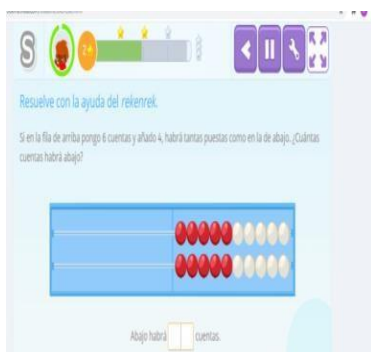 S
2
Resuelve con la ayuda del rekenrek.
Si en la fila de arriba pongo 6 cuentas y añado 4, habrá tantas puestas como en la de abajo. ¿Cuántas
cuentas habrá abajo?
Abajo habrá cuentas.